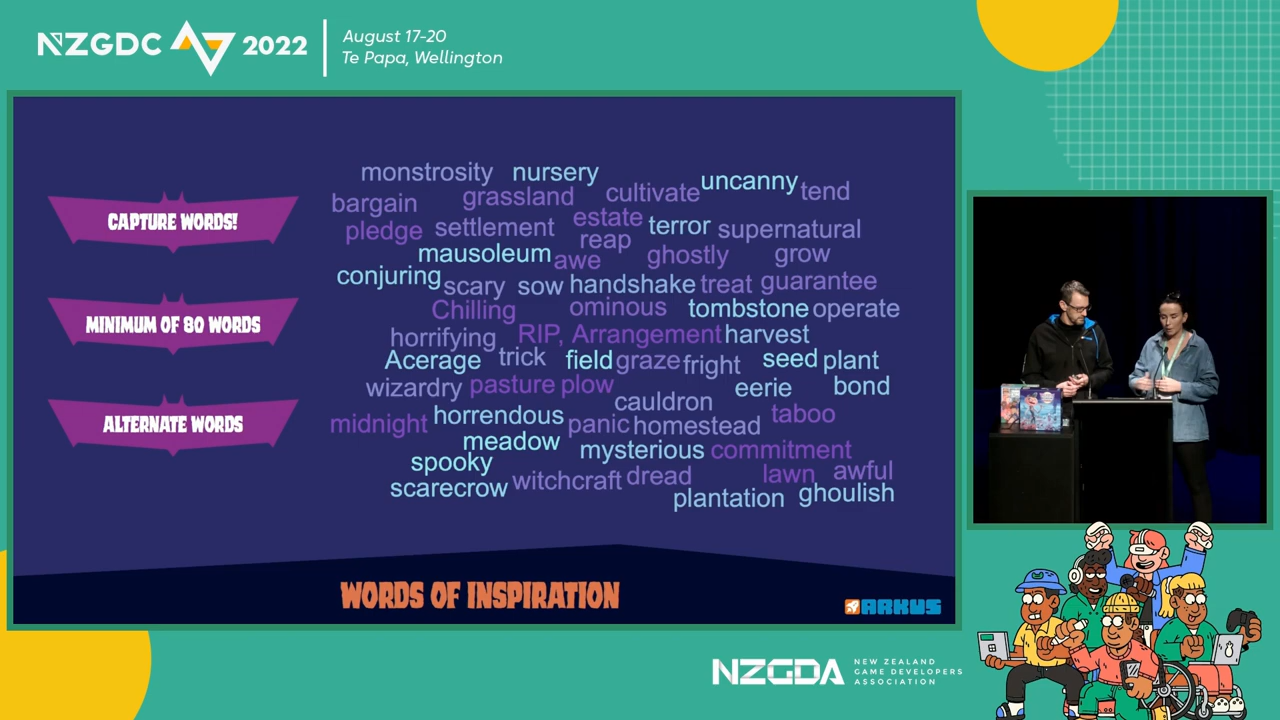 NZGDC 2022
August 17-20
Te Papa, Wellington
CAPTURE WORDS!
MINIMUM OF 80 WORDS
ALTERNATE WORDS
monstrosity nursery uncanny
bargain grassland cultivate tend
pledge settlement estate terror supernatural
mausoleum reap ghostly grow
conjuring scary awe sow handshake treat guarantee
Chilling ominous tombstone operate
horrifying RIP, Arrangement harvest
Acerage trick field graze fright seed plant
wizardry pasture plow eerie bond
midnight horrendous cauldron taboo
panic homestead
meadow mysterious commitment
spooky witchcraft dread lawn awful
scarecrow plantation ghoulish
WORDS OF INSPIRATION
ARKUS
NZGDA
NEW ZEALAND
GAME DEVELOPERS
ASSOCIATION